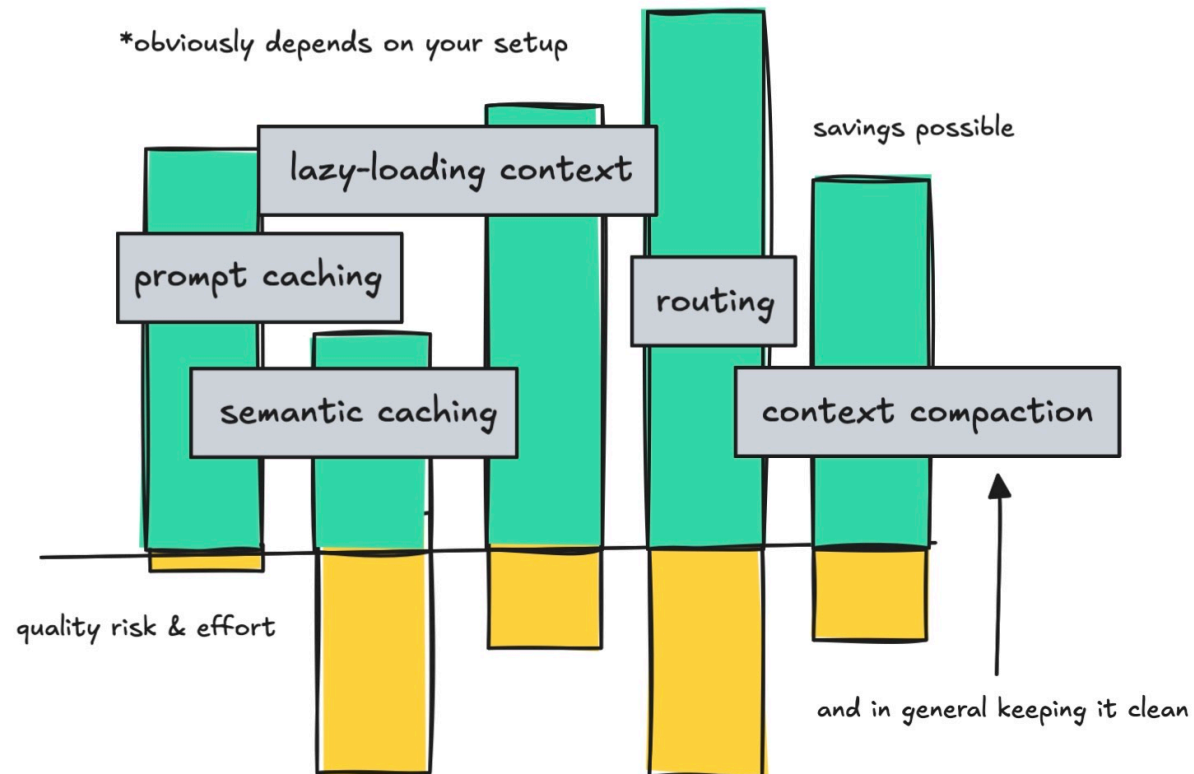 *obviously depends on your setup
savings possible
lazy-loading context
prompt caching
routing
semantic caching
context compaction
quality risk & effort
and in general keeping it clean